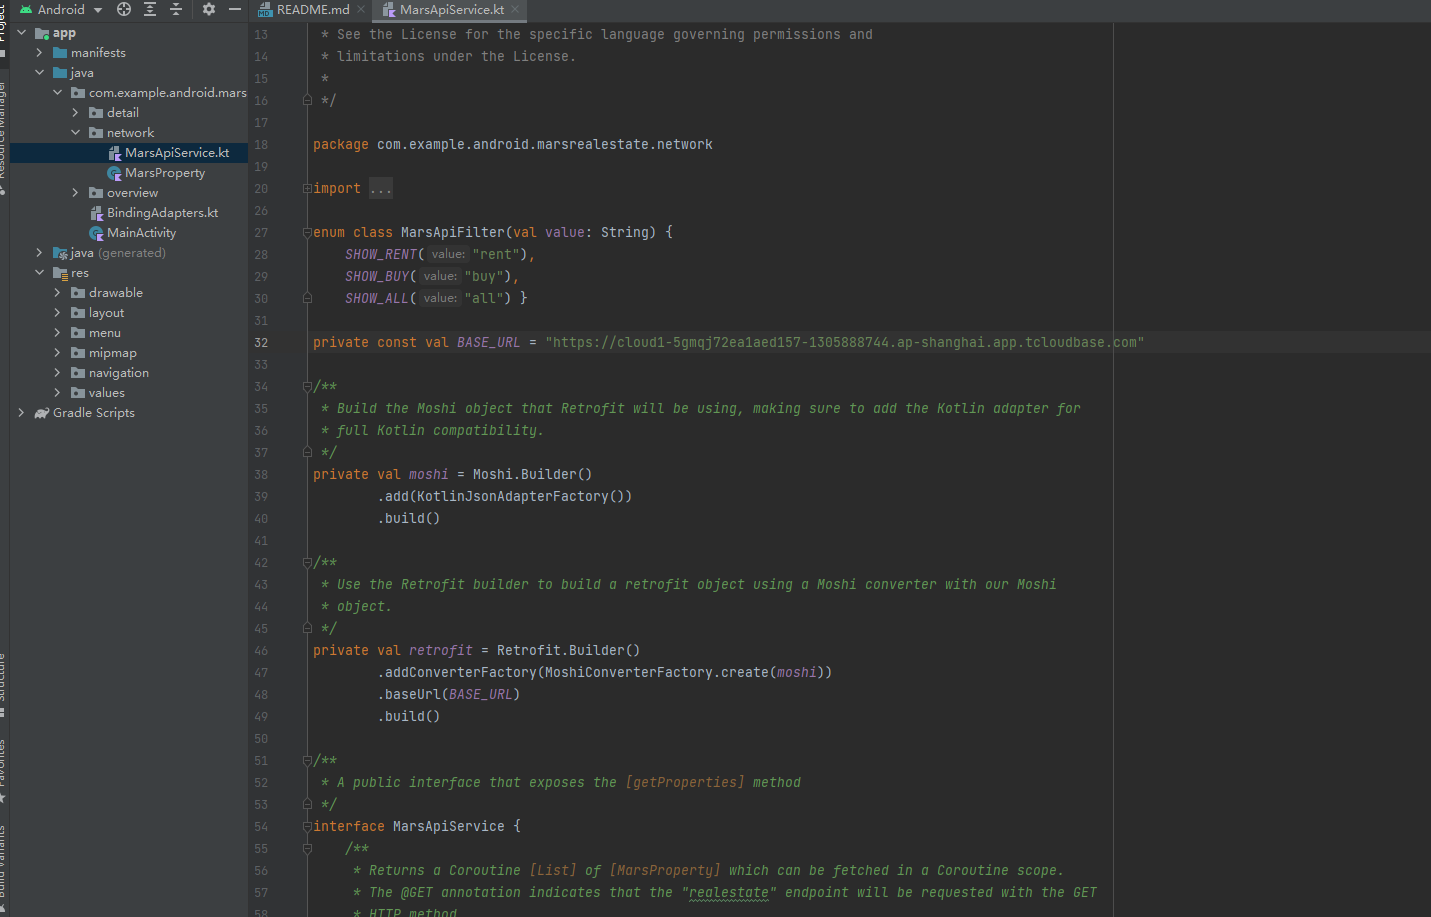 Android
README.md
MarsApiService.kt
Project
app
manifests
java
com.example.android.mars
detail
network
MarsApiService.kt
MarsProperty
overview
BindingAdapters.kt
MainActivity
java (generated)
res
drawable
layout
menu
mipmap
navigation
values
Gradle Scripts
Resource Manager
Structure
Favorites
Build Variants
13 * See the License for the specific language governing permissions and
14 * limitations under the License.
15 *
16 */
17
18 package com.example.android.marsrealestate.network
19
20 import ...
26
27 enum class MarsApiFilter(val value: String) {
28 SHOW_RENT( value: "rent"),
29 SHOW_BUY( value: "buy"),
30 SHOW_ALL( value: "all") }
31
32 private const val BASE_URL = "https://cloud1-5gmqj72ea1aed157-1305888744.ap-shanghai.app.tcloudbase.com"
33
34 /**
35 * Build the Moshi object that Retrofit will be using, making sure to add the Kotlin adapter for
36 * full Kotlin compatibility.
37 */
38 private val moshi = Moshi.Builder()
39 .add(KotlinJsonAdapterFactory())
40 .build()
41
42 /**
43 * Use the Retrofit builder to build a retrofit object using a Moshi converter with our Moshi
44 * object.
45 */
46 private val retrofit = Retrofit.Builder()
47 .addConverterFactory(MoshiConverterFactory.create(moshi))
48 .baseUrl(BASE_URL)
49 .build()
50
51 /**
52 * A public interface that exposes the [getProperties] method
53 */
54 interface MarsApiService {
55 /**
56 * Returns a Coroutine [List] of [MarsProperty] which can be fetched in a Coroutine scope.
57 * The @GET annotation indicates that the "realestate" endpoint will be requested with the GET
58 * HTTP method